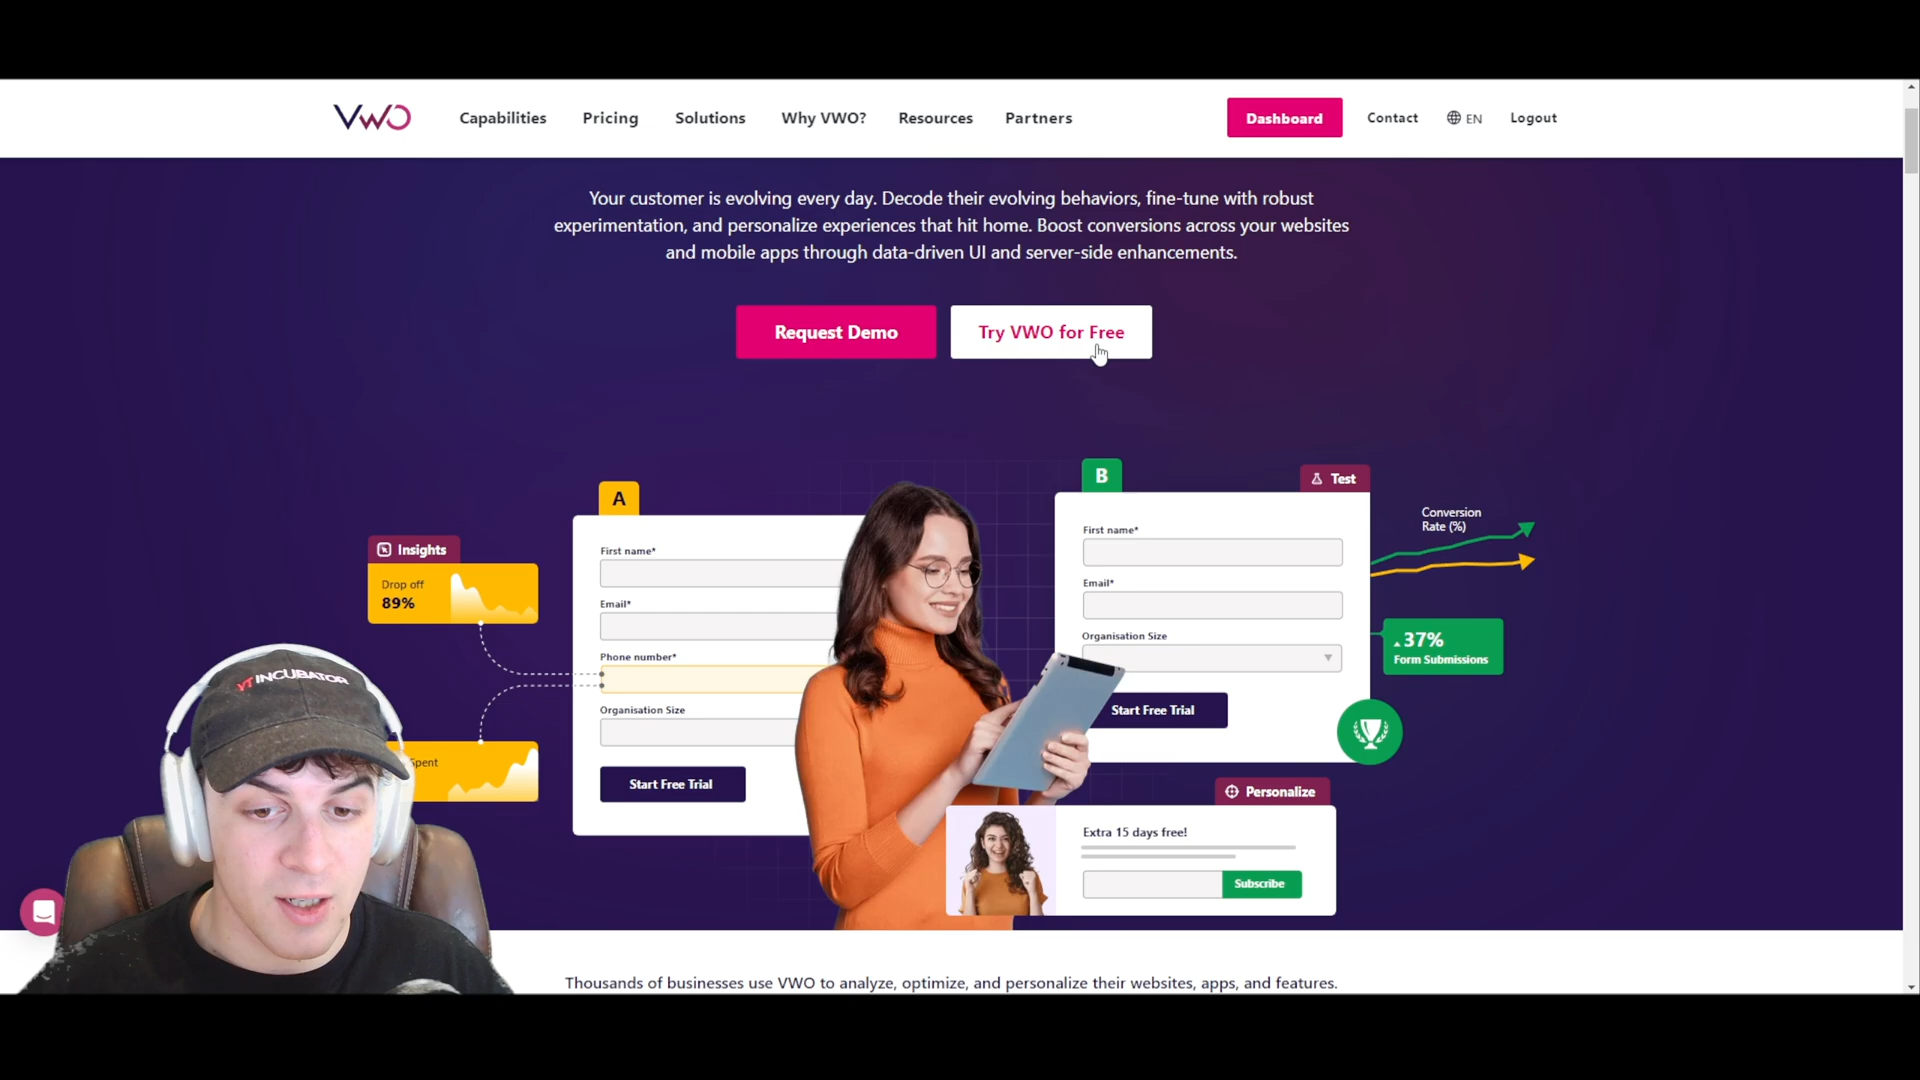 VWO
Capabilities
Pricing
Solutions
Why VWO?
Resources
Partners
Dashboard
Contact
EN
Logout
Your customer is evolving every day. Decode their evolving behaviors, fine-tune with robust
experimentation, and personalize experiences that hit home. Boost conversions across your websites
and mobile apps through data-driven UI and server-side enhancements.
Request Demo
Try VWO for Free
Insights
Drop off
89%
Spent
A
First name*
Email*
Phone number*
Organisation Size
Start Free Trial
B
Test
First name*
Email*
Organisation Size
Start Free Trial
Conversion
Rate (%)
37%
Form Submissions
Personalize
Extra 15 days free!
Subscribe
YT INCUBATOR
Thousands of businesses use VWO to analyze, optimize, and personalize their websites, apps, and features.